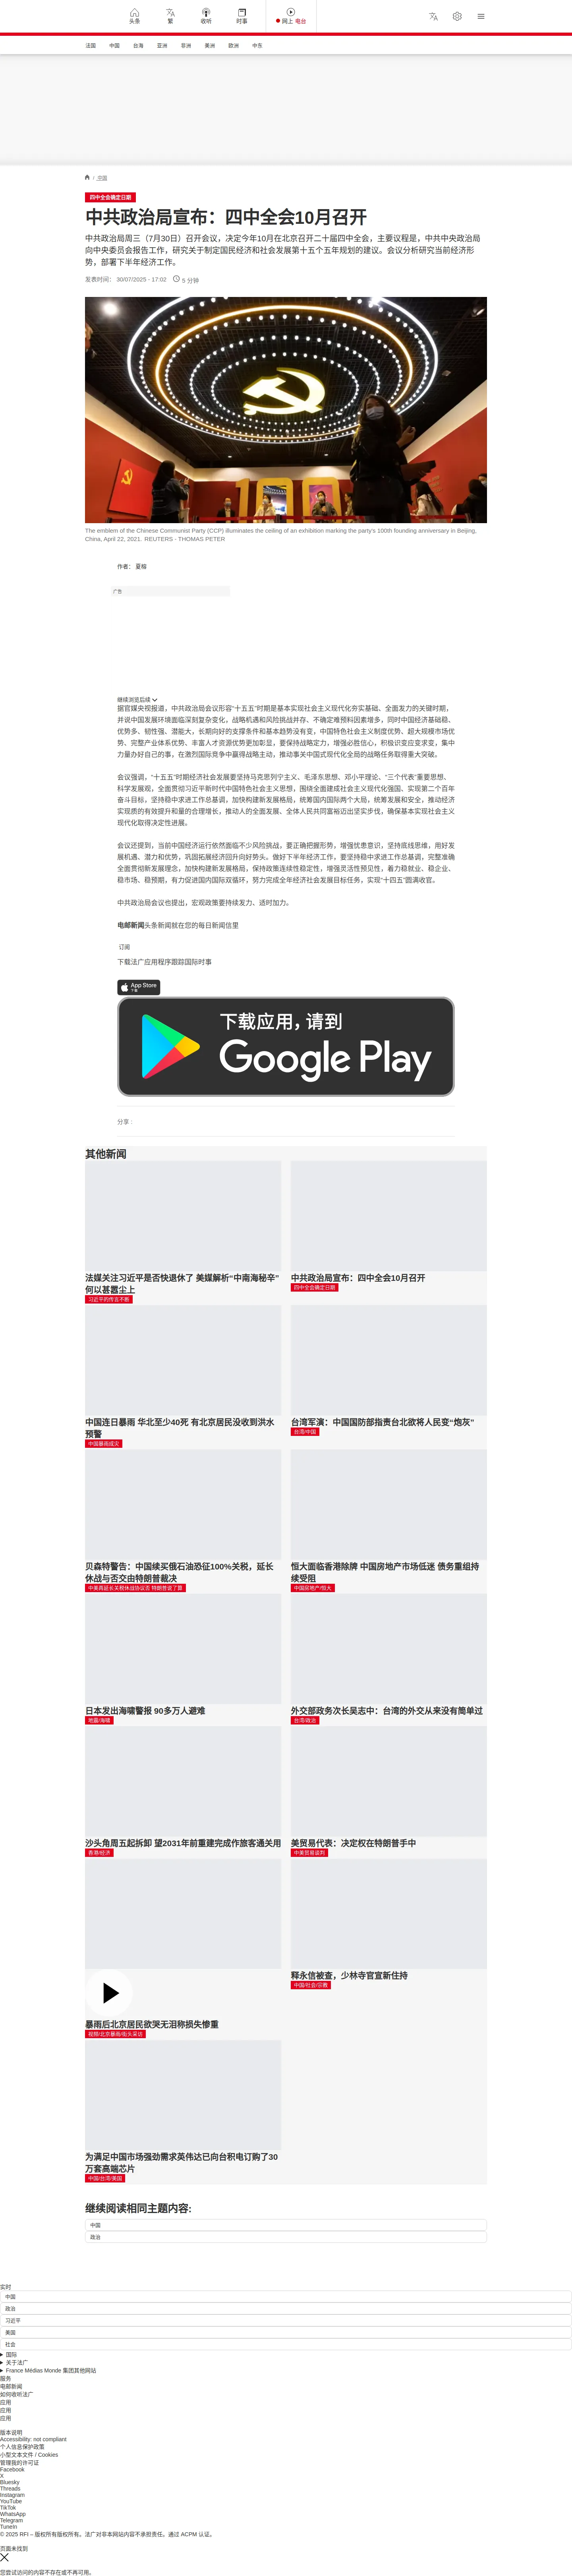 头条
繁
收听
时事
网上 电台
法国
中国
台海
亚洲
非洲
美洲
欧洲
中东
/ 中国
四中全会确定日期
中共政治局宣布：四中全会10月召开
中共政治局周三（7月30日）召开会议，决定今年10月在北京召开二十届四中全会，主要议程是，中共中央政治局
向中央委员会报告工作，研究关于制定国民经济和社会发展第十五个五年规划的建议。会议分析研究当前经济形
势，部署下半年经济工作。
发表时间： 30/07/2025 - 17:02
5 分钟
The emblem of the Chinese Communist Party (CCP) illuminates the ceiling of an exhibition marking the party's 100th founding anniversary in Beijing,
China, April 22, 2021. REUTERS - THOMAS PETER
作者： 夏榕
广告
继续浏览后续
据官媒央视报道，中共政治局会议形容“十五五”时期是基本实现社会主义现代化夯实基础、全面发力的关键时期，
并说中国发展环境面临深刻复杂变化，战略机遇和风险挑战并存、不确定难预料因素增多，同时中国经济基础稳、
优势多、韧性强、潜能大，长期向好的支撑条件和基本趋势没有变，中国特色社会主义制度优势、超大规模市场优
势、完整产业体系优势、丰富人才资源优势更加彰显，要保持战略定力，增强必胜信心，积极识变应变求变，集中
力量办好自己的事，在激烈国际竞争中赢得战略主动，推动事关中国式现代化全局的战略任务取得重大突破。
会议强调，“十五五”时期经济社会发展要坚持马克思列宁主义、毛泽东思想、邓小平理论、“三个代表”重要思想、
科学发展观，全面贯彻习近平新时代中国特色社会主义思想，围绕全面建成社会主义现代化强国、实现第二个百年
奋斗目标，坚持稳中求进工作总基调，加快构建新发展格局，统筹国内国际两个大局，统筹发展和安全，推动经济
实现质的有效提升和量的合理增长，推动人的全面发展、全体人民共同富裕迈出坚实步伐，确保基本实现社会主义
现代化取得决定性进展。
会议还提到，当前中国经济运行依然面临不少风险挑战，要正确把握形势，增强忧患意识，坚持底线思维，用好发
展机遇、潜力和优势，巩固拓展经济回升向好势头。做好下半年经济工作，要坚持稳中求进工作总基调，完整准确
全面贯彻新发展理念，加快构建新发展格局，保持政策连续性稳定性，增强灵活性预见性，着力稳就业、稳企业、
稳市场、稳预期，有力促进国内国际双循环，努力完成全年经济社会发展目标任务，实现“十四五”圆满收官。
中共政治局会议也提出，宏观政策要持续发力、适时加力。
电邮新闻头条新闻就在您的每日新闻信里
订阅
下载法广应用程序跟踪国际时事
App Store
下载
下载应用，请到
Google Play
分享 :
其他新闻
法媒关注习近平是否快退休了 美媒解析“中南海秘辛”
何以甚嚣尘上
习近平的传言不断
中共政治局宣布：四中全会10月召开
四中全会确定日期
中国连日暴雨 华北至少40死 有北京居民没收到洪水
预警
中国暴雨成灾
台湾军演：中国国防部指责台北欲将人民变“炮灰”
台湾/中国
贝森特警告：中国续买俄石油恐征100%关税，延长
休战与否交由特朗普裁决
中美再延长关税休战协议否 特朗普说了算
恒大面临香港除牌 中国房地产市场低迷 债务重组持
续受阻
中国房地产/恒大
日本发出海啸警报 90多万人避难
地震/海啸
外交部政务次长吴志中：台湾的外交从来没有简单过
台湾/政治
沙头角周五起拆卸 望2031年前重建完成作旅客通关用
香港/经济
美贸易代表：决定权在特朗普手中
中美贸易谈判
暴雨后北京居民欲哭无泪称损失惨重
视频/北京暴雨/街头采访
释永信被查，少林寺官宣新住持
中国/社会/宗教
为满足中国市场强劲需求英伟达已向台积电订购了30
万套高端芯片
中国/台湾/美国
继续阅读相同主题内容:
中国
政治
实时
中国
政治
习近平
美国
社会
国际
关于法广
France Médias Monde 集团其他网站
服务
电邮新闻
如何收听法广
应用
应用
应用
版本说明
Accessibility: not compliant
个人信息保护政策
小型文本文件 / Cookies
管理我的许可证
Facebook
X
Bluesky
Threads
Instagram
YouTube
TikTok
WhatsApp
Telegram
TuneIn
© 2025 RFI – 版权所有版权所有。法广对非本网站内容不承担责任。通过 ACPM 认证。
页面未找到
您尝试访问的内容不存在或不再可用。